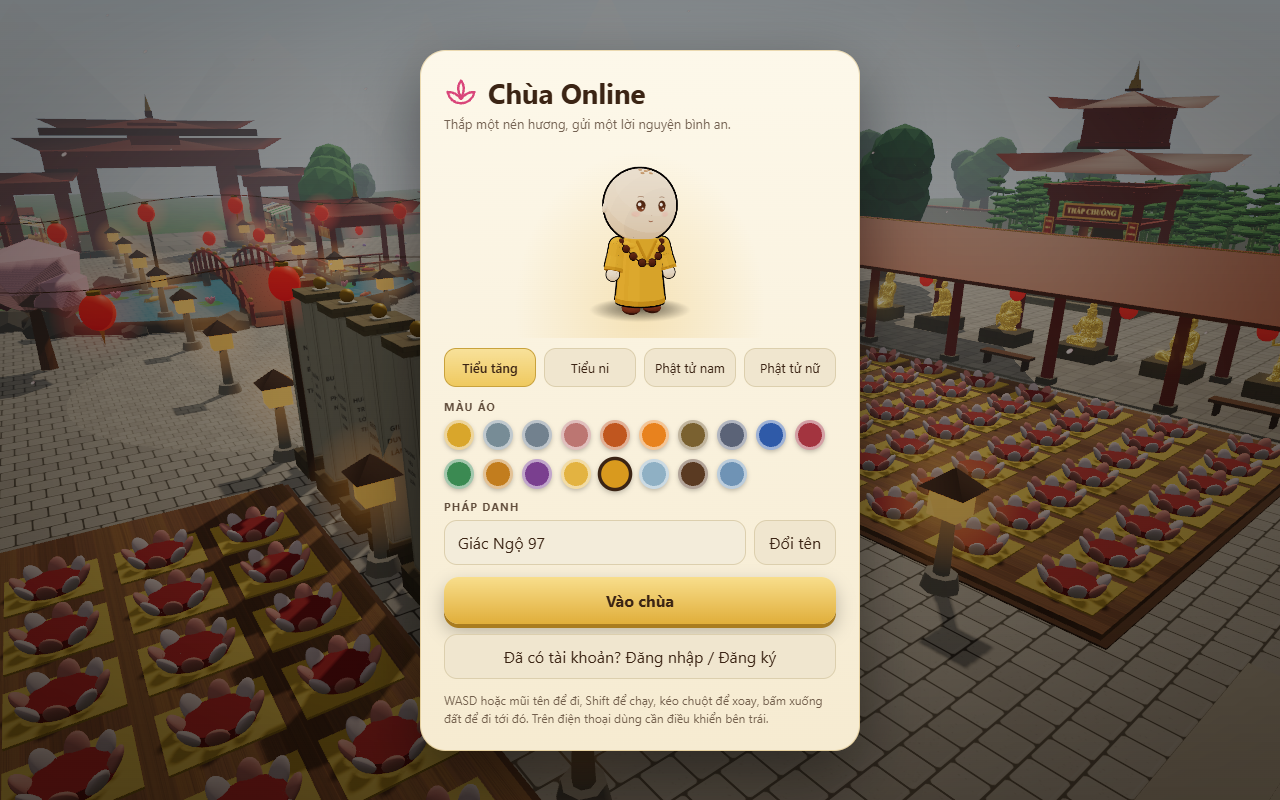 Chùa Online
Thắp một nén hương, gửi một lời nguyện bình an.
THÁP CHUÔNG
Tiểu tăng
Tiểu ni
Phật tử nam
Phật tử nữ
MÀU ÁO
PHÁP DANH
Giác Ngộ 97
Đổi tên
Vào chùa
Đã có tài khoản? Đăng nhập / Đăng ký
WASD hoặc mũi tên để đi, Shift để chạy, kéo chuột để xoay, bấm xuống
đất để đi tới đó. Trên điện thoại dùng cần điều khiển bên trái.